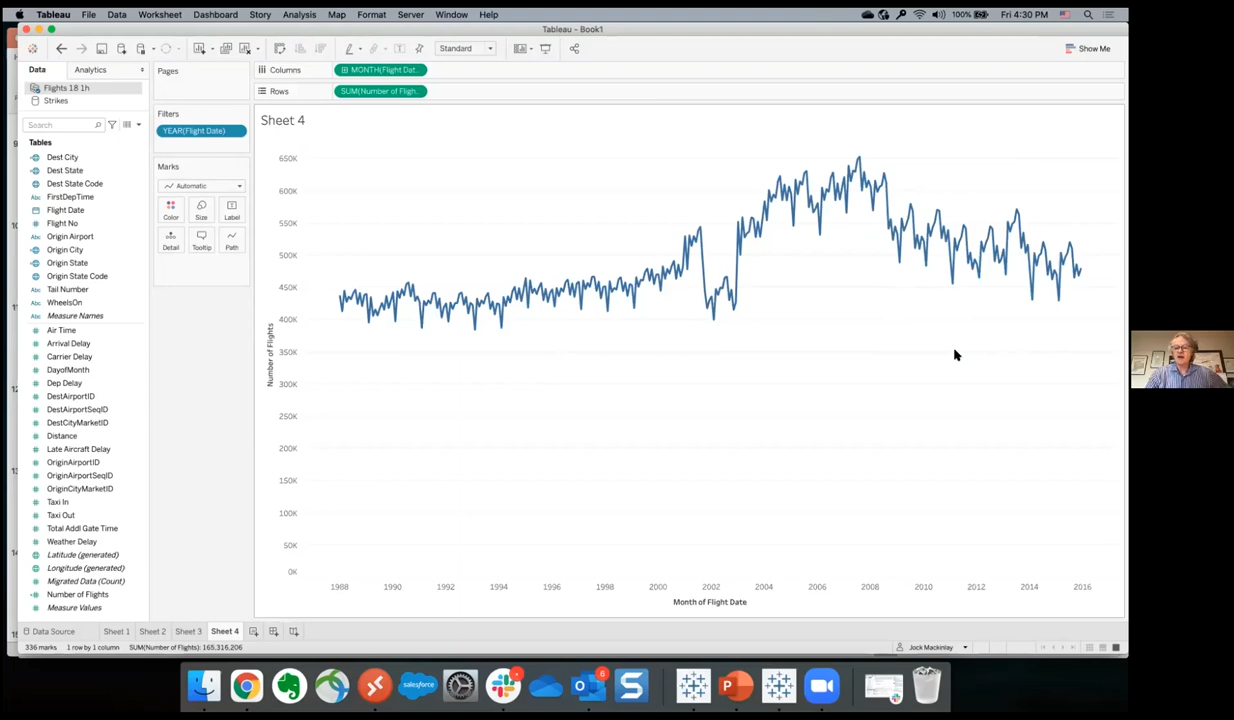 Tableau File Data Worksheet Dashboard Story Analysis Map Format Server Window Help 100% Fri 4:30 PM
Tableau - Book1
Standard Show Me
Data Analytics
Pages
Columns MONTH(Flight Dat..
Rows SUM(Number of Fligh..
Flights 18 1h
Strikes
Search
Filters
YEAR(Flight Date)
Marks
Automatic
Color Size Label
Detail Tooltip Path
Tables
Dest City
Dest State
Dest State Code
FirstDepTime
Flight Date
Flight No
Origin Airport
Origin City
Origin State
Origin State Code
Tail Number
WheelsOn
Measure Names
Air Time
Arrival Delay
Carrier Delay
DayofMonth
Dep Delay
DestAirportID
DestAirportSeqID
DestCityMarketID
Distance
Late Aircraft Delay
OriginAirportID
OriginAirportSeqID
OriginCityMarketID
Taxi In
Taxi Out
Total Addl Gate Time
Weather Delay
Latitude (generated)
Longitude (generated)
Migrated Data (Count)
Number of Flights
Measure Values
Sheet 4
650K
600K
550K
500K
450K
400K
350K
300K
250K
200K
150K
100K
50K
0K
Number of Flights
1988 1990 1992 1994 1996 1998 2000 2002 2004 2006 2008 2010 2012 2014 2016
Month of Flight Date
Data Source Sheet 1 Sheet 2 Sheet 3 Sheet 4
336 marks 1 row by 1 column SUM(Number of Flights): 165,316,206 Jock Mackinlay
salesforce 6 S P